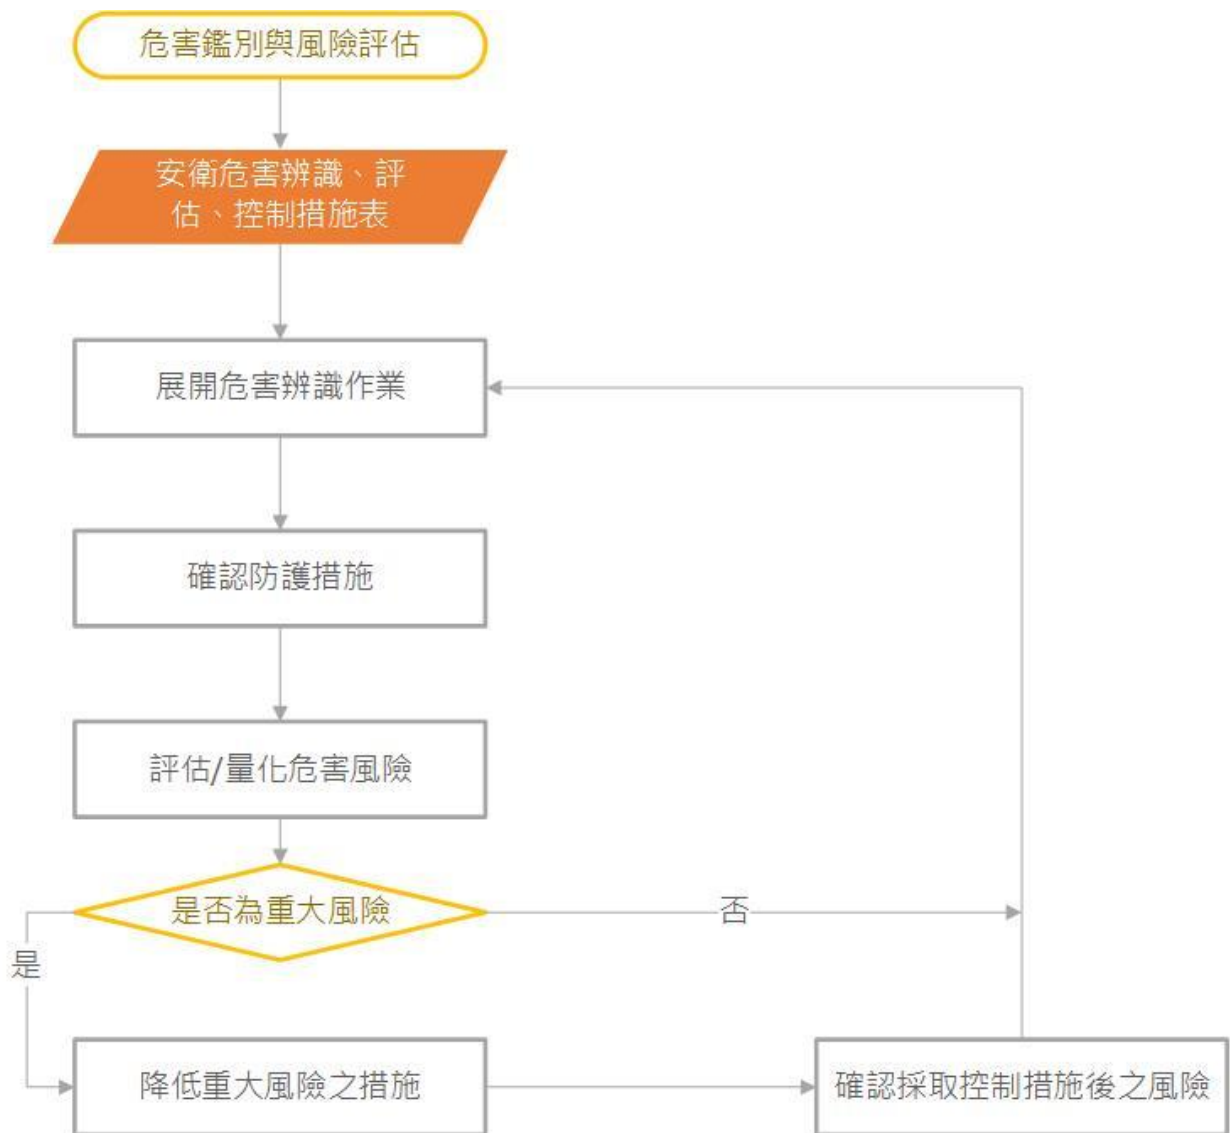 危害鑑別與風險評估
安衛危害辨識、評
估、控制措施表
展開危害辨識作業
確認防護措施
評估/量化危害風險
是否為重大風險
否
是
降低重大風險之措施
確認採取控制措施後之風險